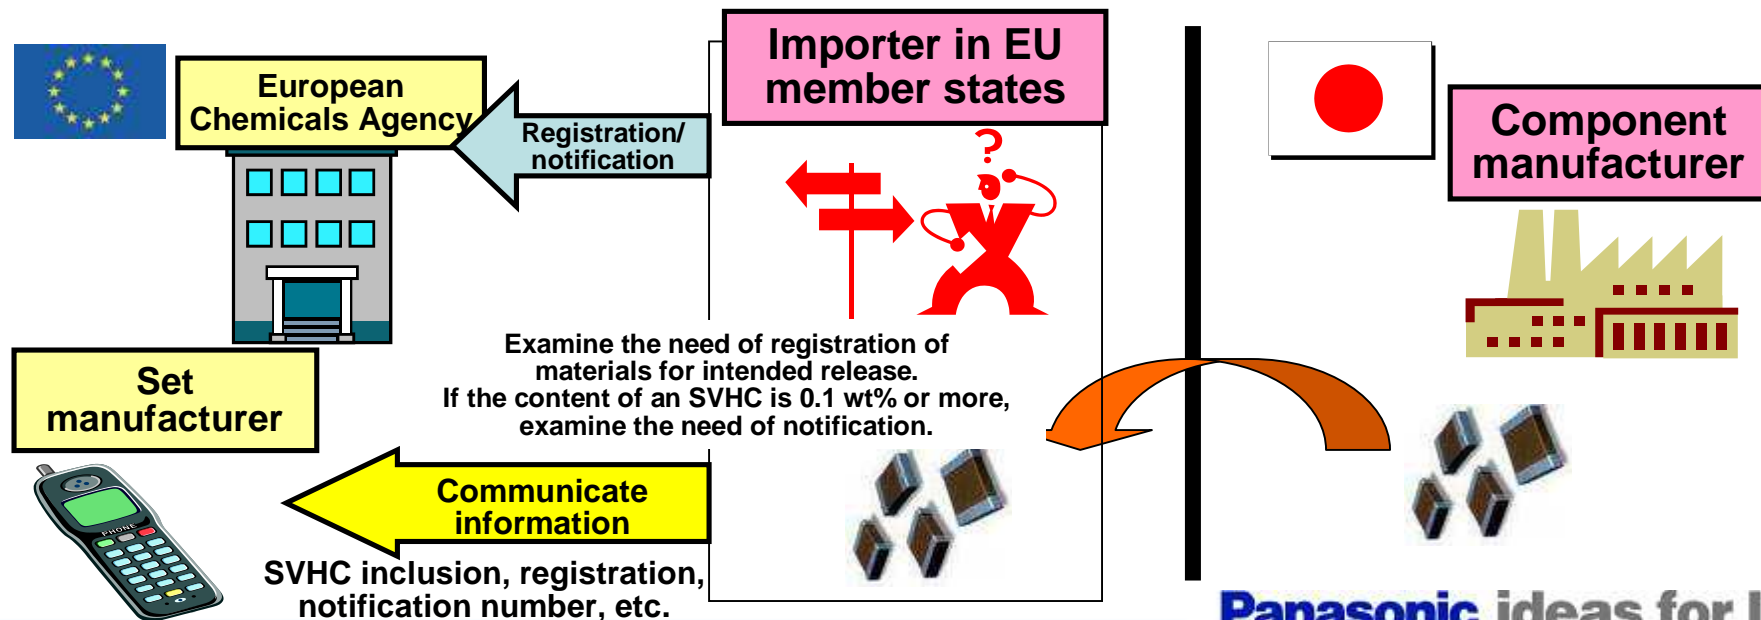 European
Chemicals Agency
Registration/
notification
Importer in EU
member states
?
Component
manufacturer
Examine the need of registration of
materials for intended release.
If the content of an SVHC is 0.1 wt% or more,
examine the need of notification.
Set
manufacturer
PHONE
Communicate
information
SVHC inclusion, registration,
notification number, etc.
Panasonic ideas for